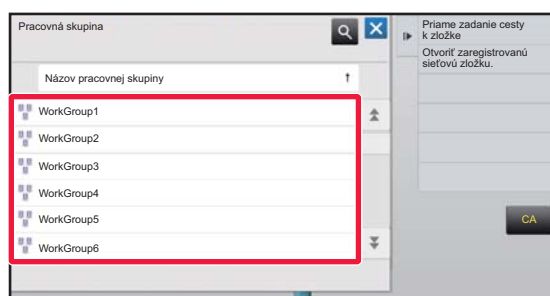 Pracovná skupina
Názov pracovnej skupiny
WorkGroup1
WorkGroup2
WorkGroup3
WorkGroup4
WorkGroup5
WorkGroup6
Priame zadanie cesty
k zložke
Otvoriť zaregistrovanú
sieťovú zložku.
CA